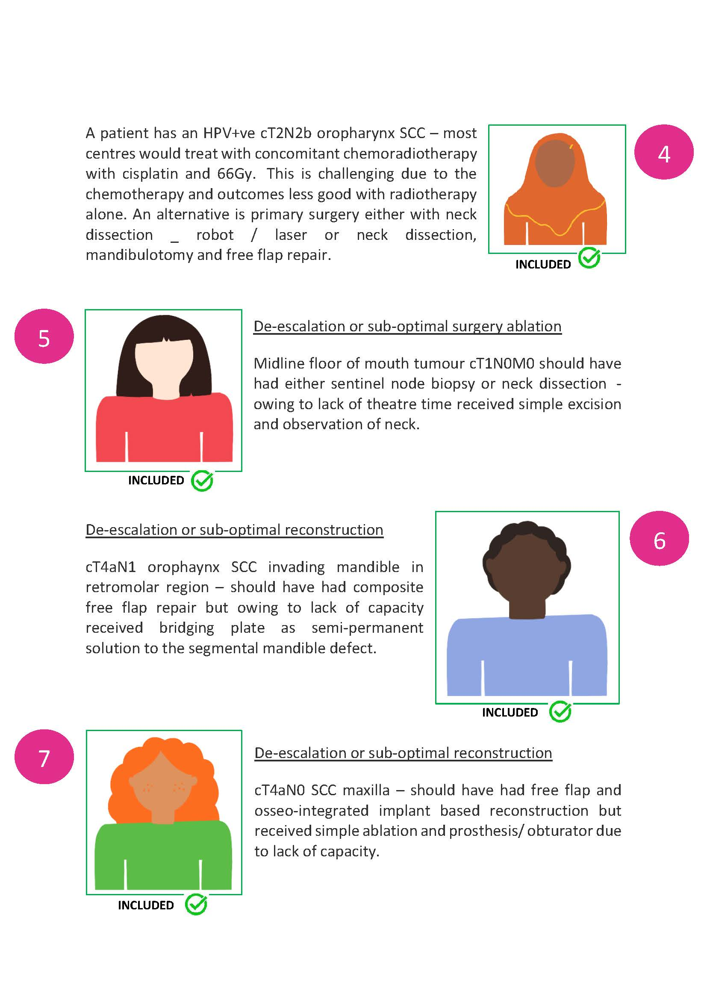 A patient has an HPV+ve cT2N2b oropharynx SCC – most
centres would treat with concomitant chemoradiotherapy
with cisplatin and 66Gy. This is challenging due to the
chemotherapy and outcomes less good with radiotherapy
alone. An alternative is primary surgery either with neck
dissection _ robot / laser or neck dissection,
mandibulotomy and free flap repair.
INCLUDED
4
5
INCLUDED
De-escalation or sub-optimal surgery ablation
Midline floor of mouth tumour cT1N0M0 should have
had either sentinel node biopsy or neck dissection -
owing to lack of theatre time received simple excision
and observation of neck.
De-escalation or sub-optimal reconstruction
cT4aN1 orophaynx SCC invading mandible in
retromolar region – should have had composite
free flap repair but owing to lack of capacity
received bridging plate as semi-permanent
solution to the segmental mandible defect.
INCLUDED
6
7
INCLUDED
De-escalation or sub-optimal reconstruction
cT4aN0 SCC maxilla – should have had free flap and
osseo-integrated implant based reconstruction but
received simple ablation and prosthesis/ obturator due
to lack of capacity.